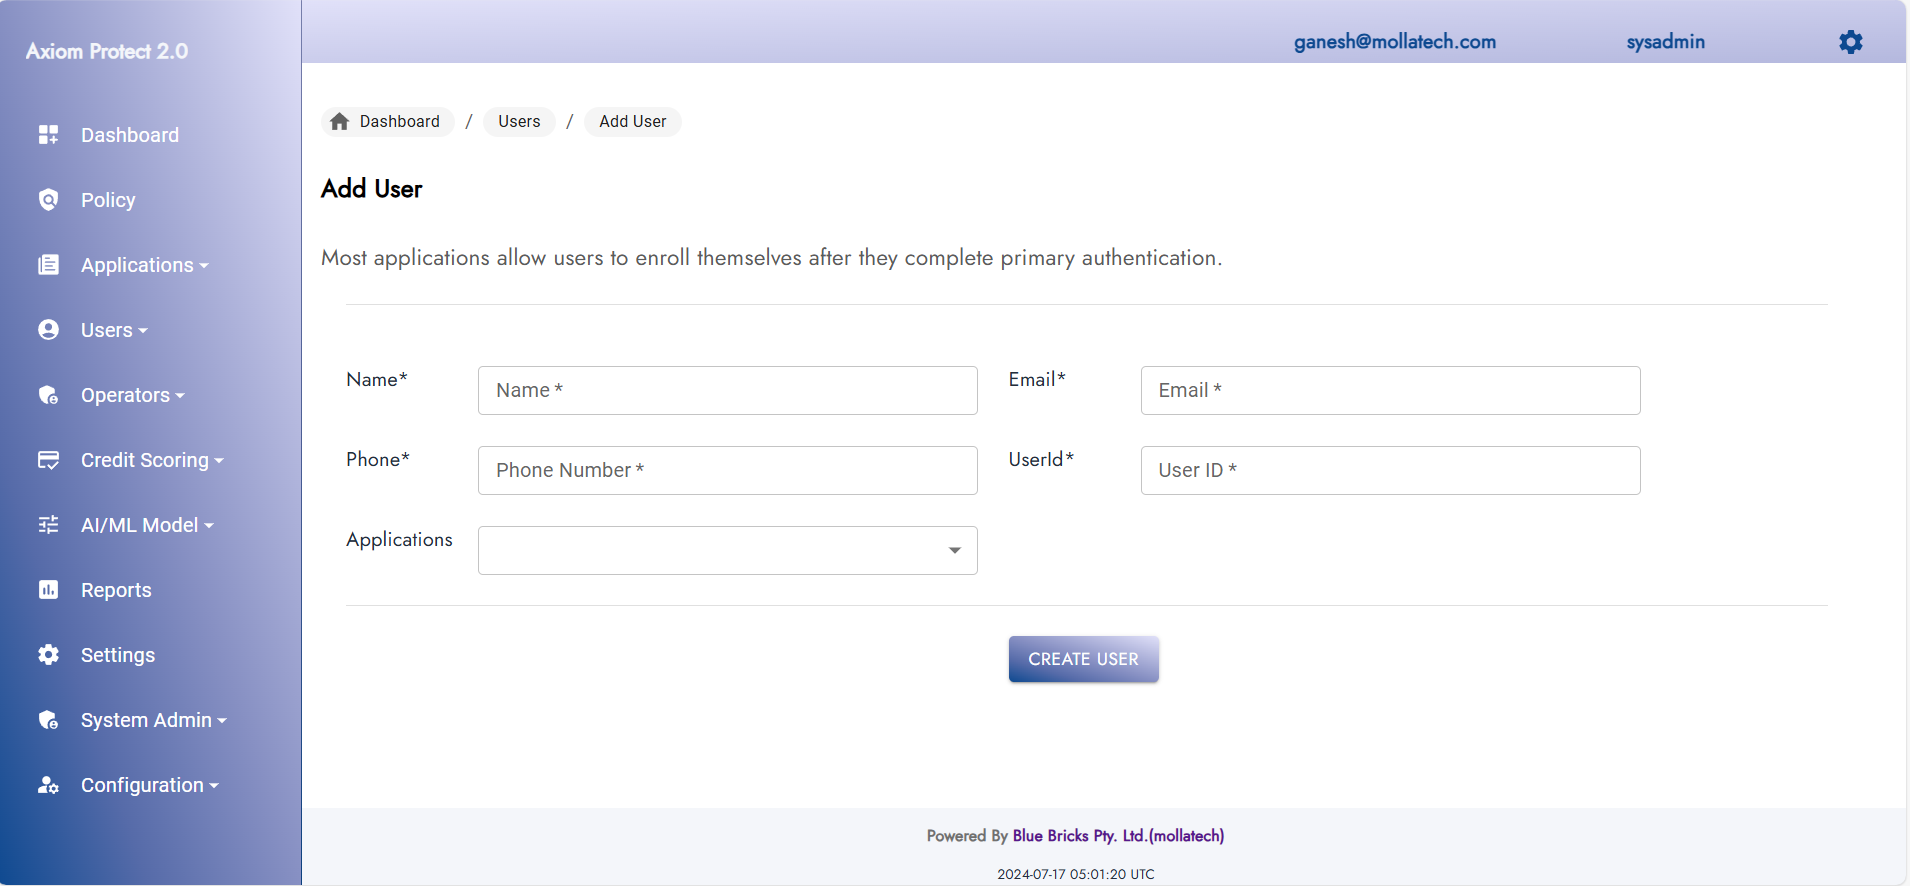 Axiom Protect 2.0
ganesh@mollatech.com sysadmin
Dashboard
Policy
Applications
Users
Operators
Credit Scoring
AI/ML Model
Reports
Settings
System Admin
Configuration
Dashboard / Users / Add User
Add User
Most applications allow users to enroll themselves after they complete primary authentication.
Name* Name * Email* Email *
Phone* Phone Number * UserId* User ID *
Applications
CREATE USER
Powered By Blue Bricks Pty. Ltd.(mollatech)
2024-07-17 05:01:20 UTC